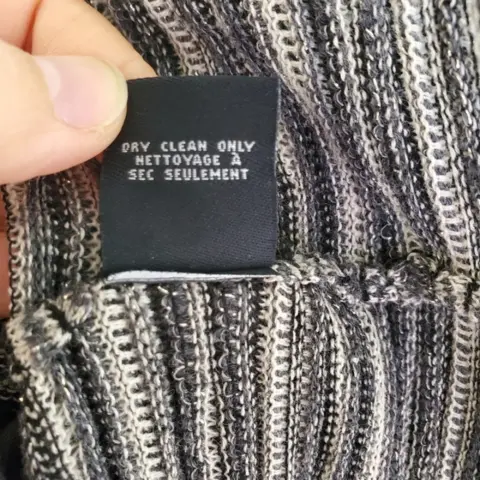 DRY CLEAN ONLY
NETTOYAGE À
SEC SEULEMENT